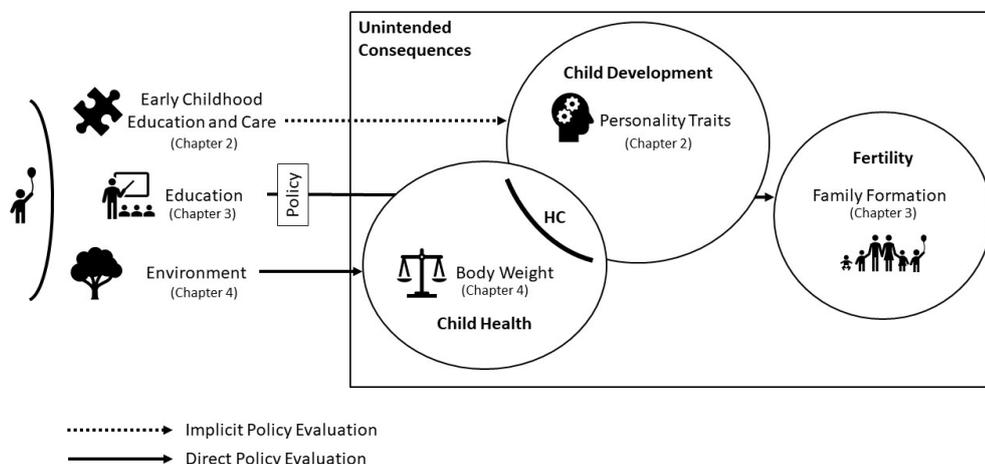 Unintended
Consequences
Early Childhood
Education and Care
(Chapter 2)
Education
(Chapter 3)
Environment
(Chapter 4)
Policy
Child Development
Personality Traits
(Chapter 2)
HC
Body Weight
(Chapter 4)
Child Health
Fertility
Family Formation
(Chapter 3)
Implicit Policy Evaluation
Direct Policy Evaluation